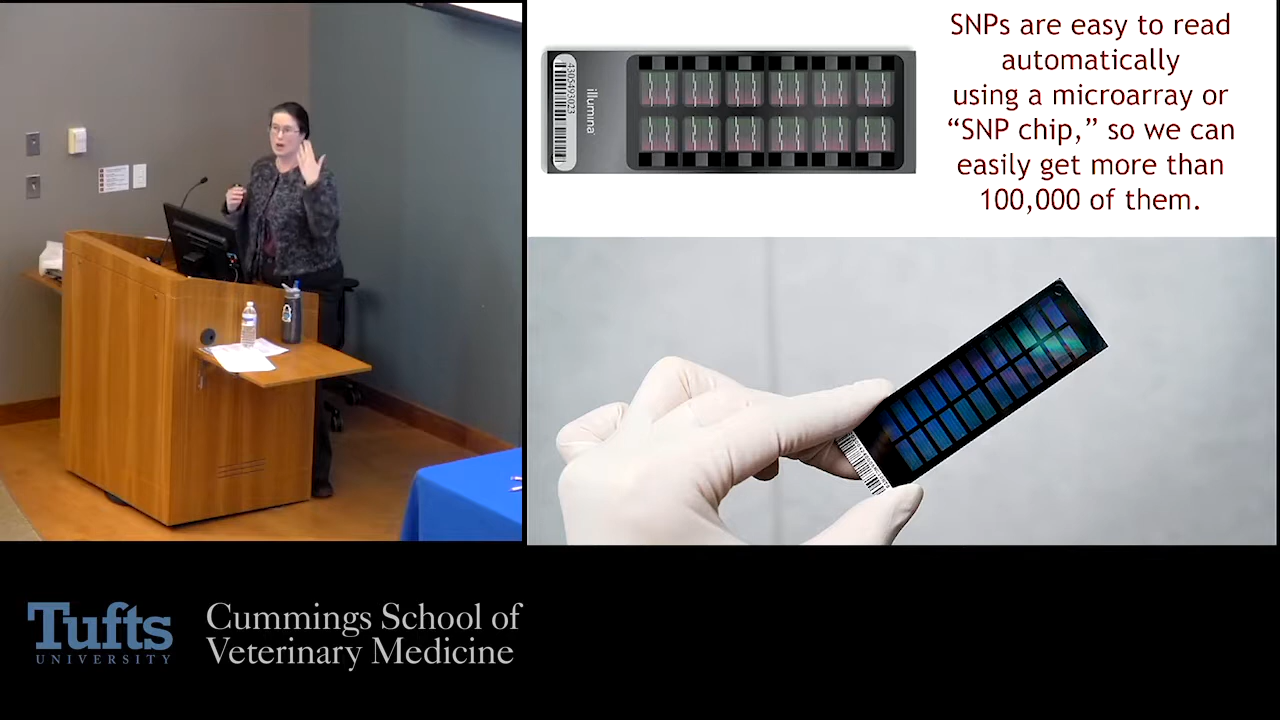 SNPs are easy to read
automatically
using a microarray or
“SNP chip,” so we can
easily get more than
100,000 of them.
illumina
Tufts
UNIVERSITY
Cummings School of
Veterinary Medicine